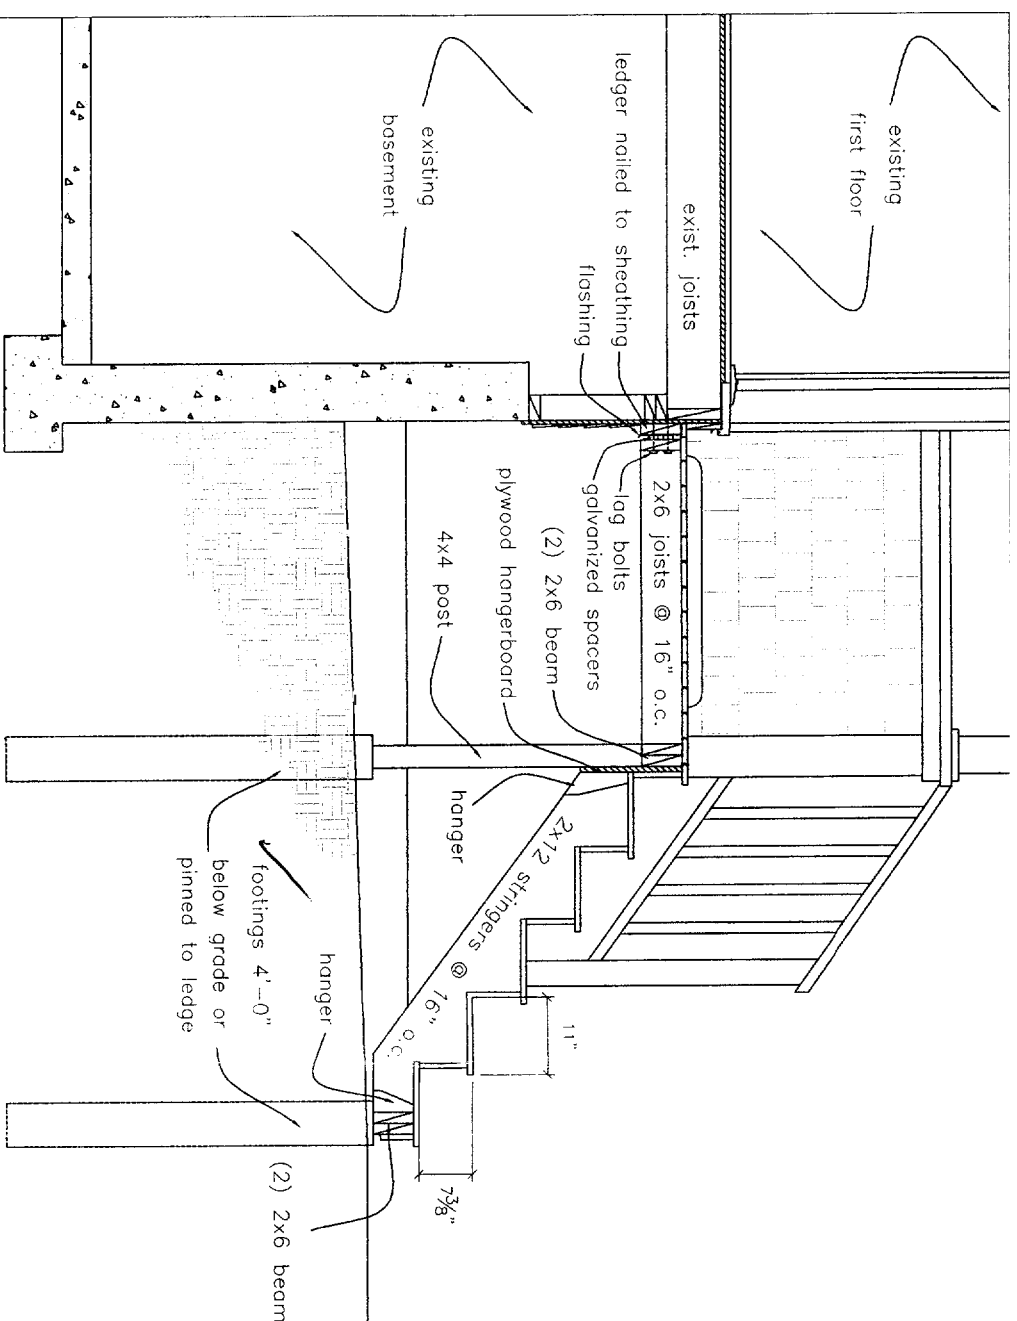 existing
first floor
exist. joists
ledger nailed to sheathing
flashing
existing
basement
2x6 joists @ 16" o.c.
galvanized spacers
lag bolts
(2) 2x6 beam
plywood hangerboard
4x4 post
hanger
2x12 stringers @ 16" o.c.
11"
7 3/8"
hanger
footings 4'-0"
below grade or
pinned to ledge
(2) 2x6 beam